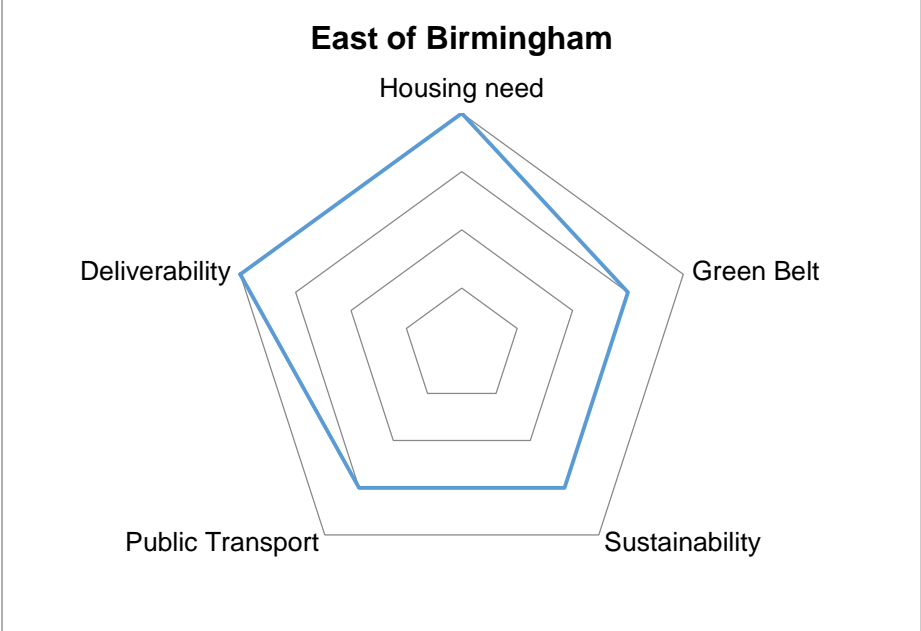 East of Birmingham
Housing need
Deliverability
Green Belt
Public Transport
Sustainability